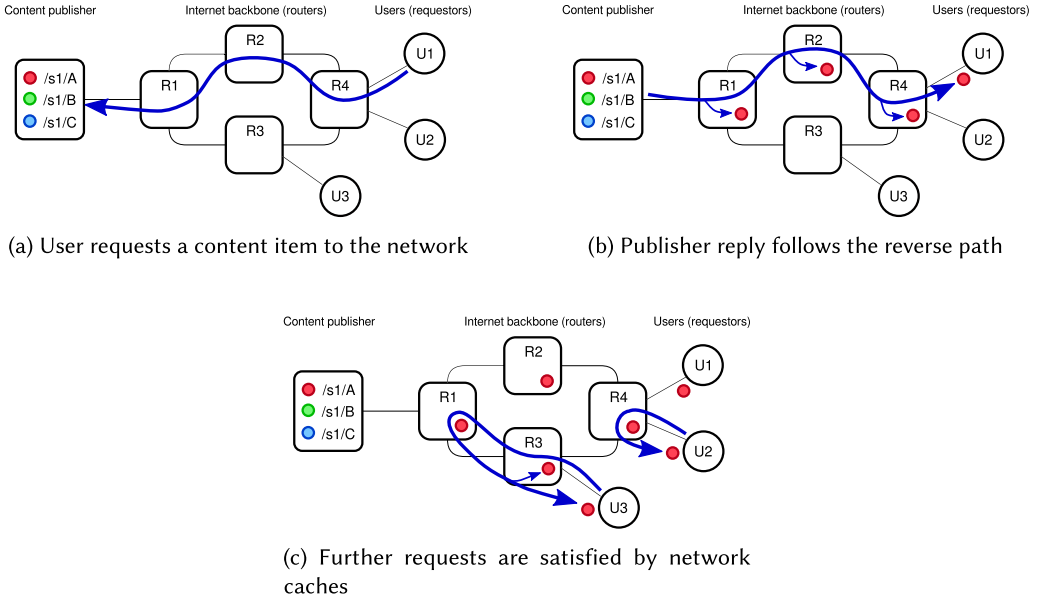 Content publisher Internet backbone (routers) Users (requestors)
R2
U1
/s1/A
R1
R4
/s1/B
/s1/C
R3
U2
U3
(a) User requests a content item to the network
Content publisher Internet backbone (routers) Users (requestors)
R2
U1
/s1/A
R1
R4
/s1/B
/s1/C
R3
U2
U3
(b) Publisher reply follows the reverse path
Content publisher Internet backbone (routers) Users (requestors)
R2
U1
/s1/A
R1
R4
/s1/B
/s1/C
R3
U2
U3
(c) Further requests are satisfied by network
caches